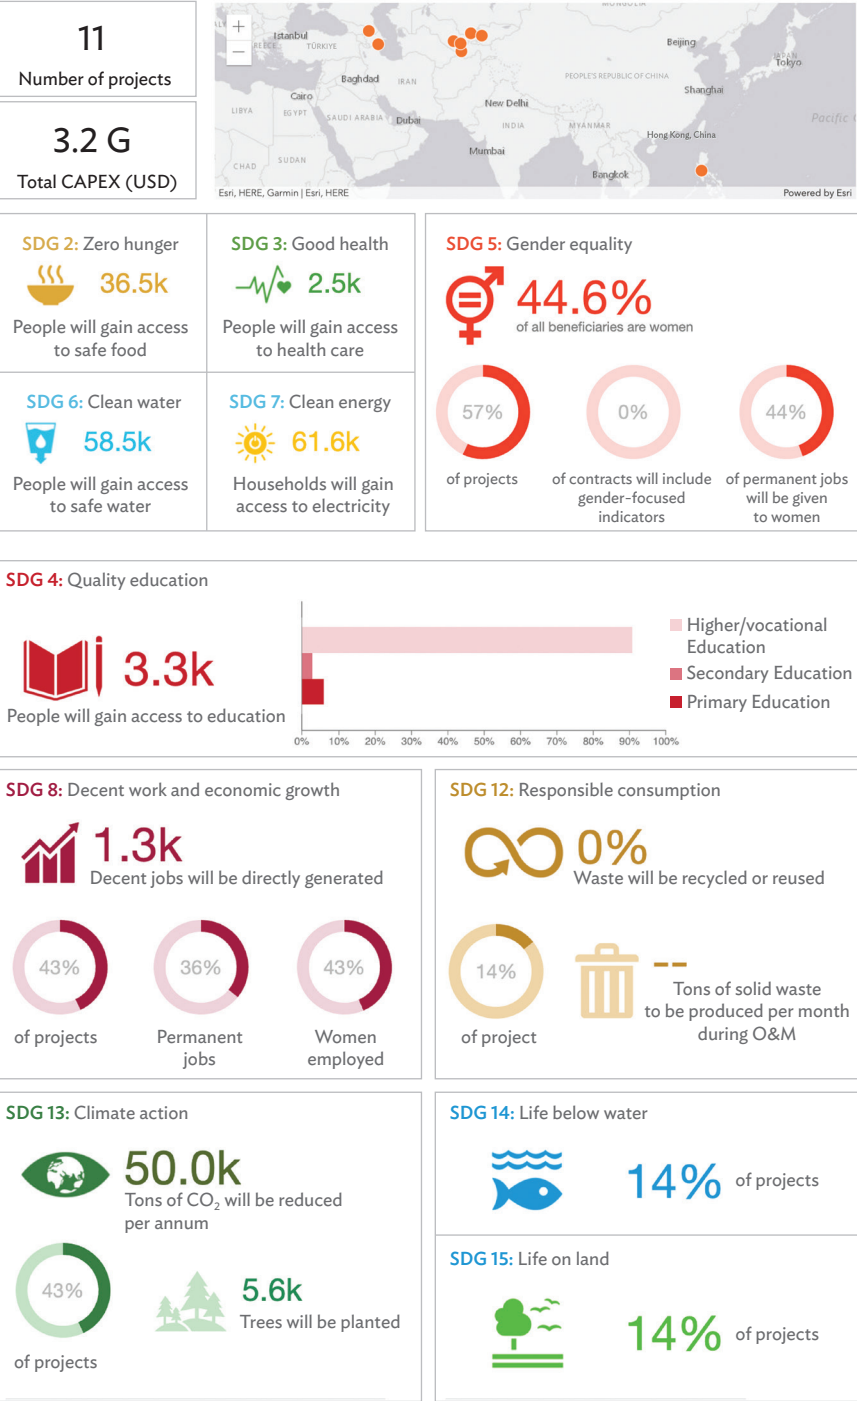 11
Number of projects
3.2 G
Total CAPEX (USD)
+
−
MONGOLIA
Istanbul
TÜRKIYE
Beijing
JAPAN
Tokyo
Baghdad
IRAN
PEOPLE'S REPUBLIC OF CHINA
Shanghai
Cairo
New Delhi
LIBYA
EGYPT
SAUDI ARABIA
Dubai
INDIA
MYANMAR
Hong Kong, China
Pacific
Mumbai
SUDAN
CHAD
Bangkok
Esri, HERE, Garmin | Esri, HERE
Powered by Esri
SDG 2: Zero hunger
36.5k
People will gain access
to safe food
SDG 3: Good health
2.5k
People will gain access
to health care
SDG 5: Gender equality
44.6%
of all beneficiaries are women
57%
of projects
0%
of contracts will include
gender-focused
indicators
44%
of permanent jobs
will be given
to women
SDG 6: Clean water
58.5k
People will gain access
to safe water
SDG 7: Clean energy
61.6k
Households will gain
access to electricity
SDG 4: Quality education
3.3k
People will gain access to education
0% 10% 20% 30% 40% 50% 60% 70% 80% 90% 100%
Higher/vocational
Education
Secondary Education
Primary Education
SDG 8: Decent work and economic growth
1.3k
Decent jobs will be directly generated
43%
of projects
36%
Permanent
jobs
43%
Women
employed
SDG 12: Responsible consumption
0%
Waste will be recycled or reused
14%
of project
--
Tons of solid waste
to be produced per month
during O&M
SDG 13: Climate action
50.0k
Tons of CO₂ will be reduced
per annum
43%
of projects
5.6k
Trees will be planted
SDG 14: Life below water
14% of projects
SDG 15: Life on land
14% of projects